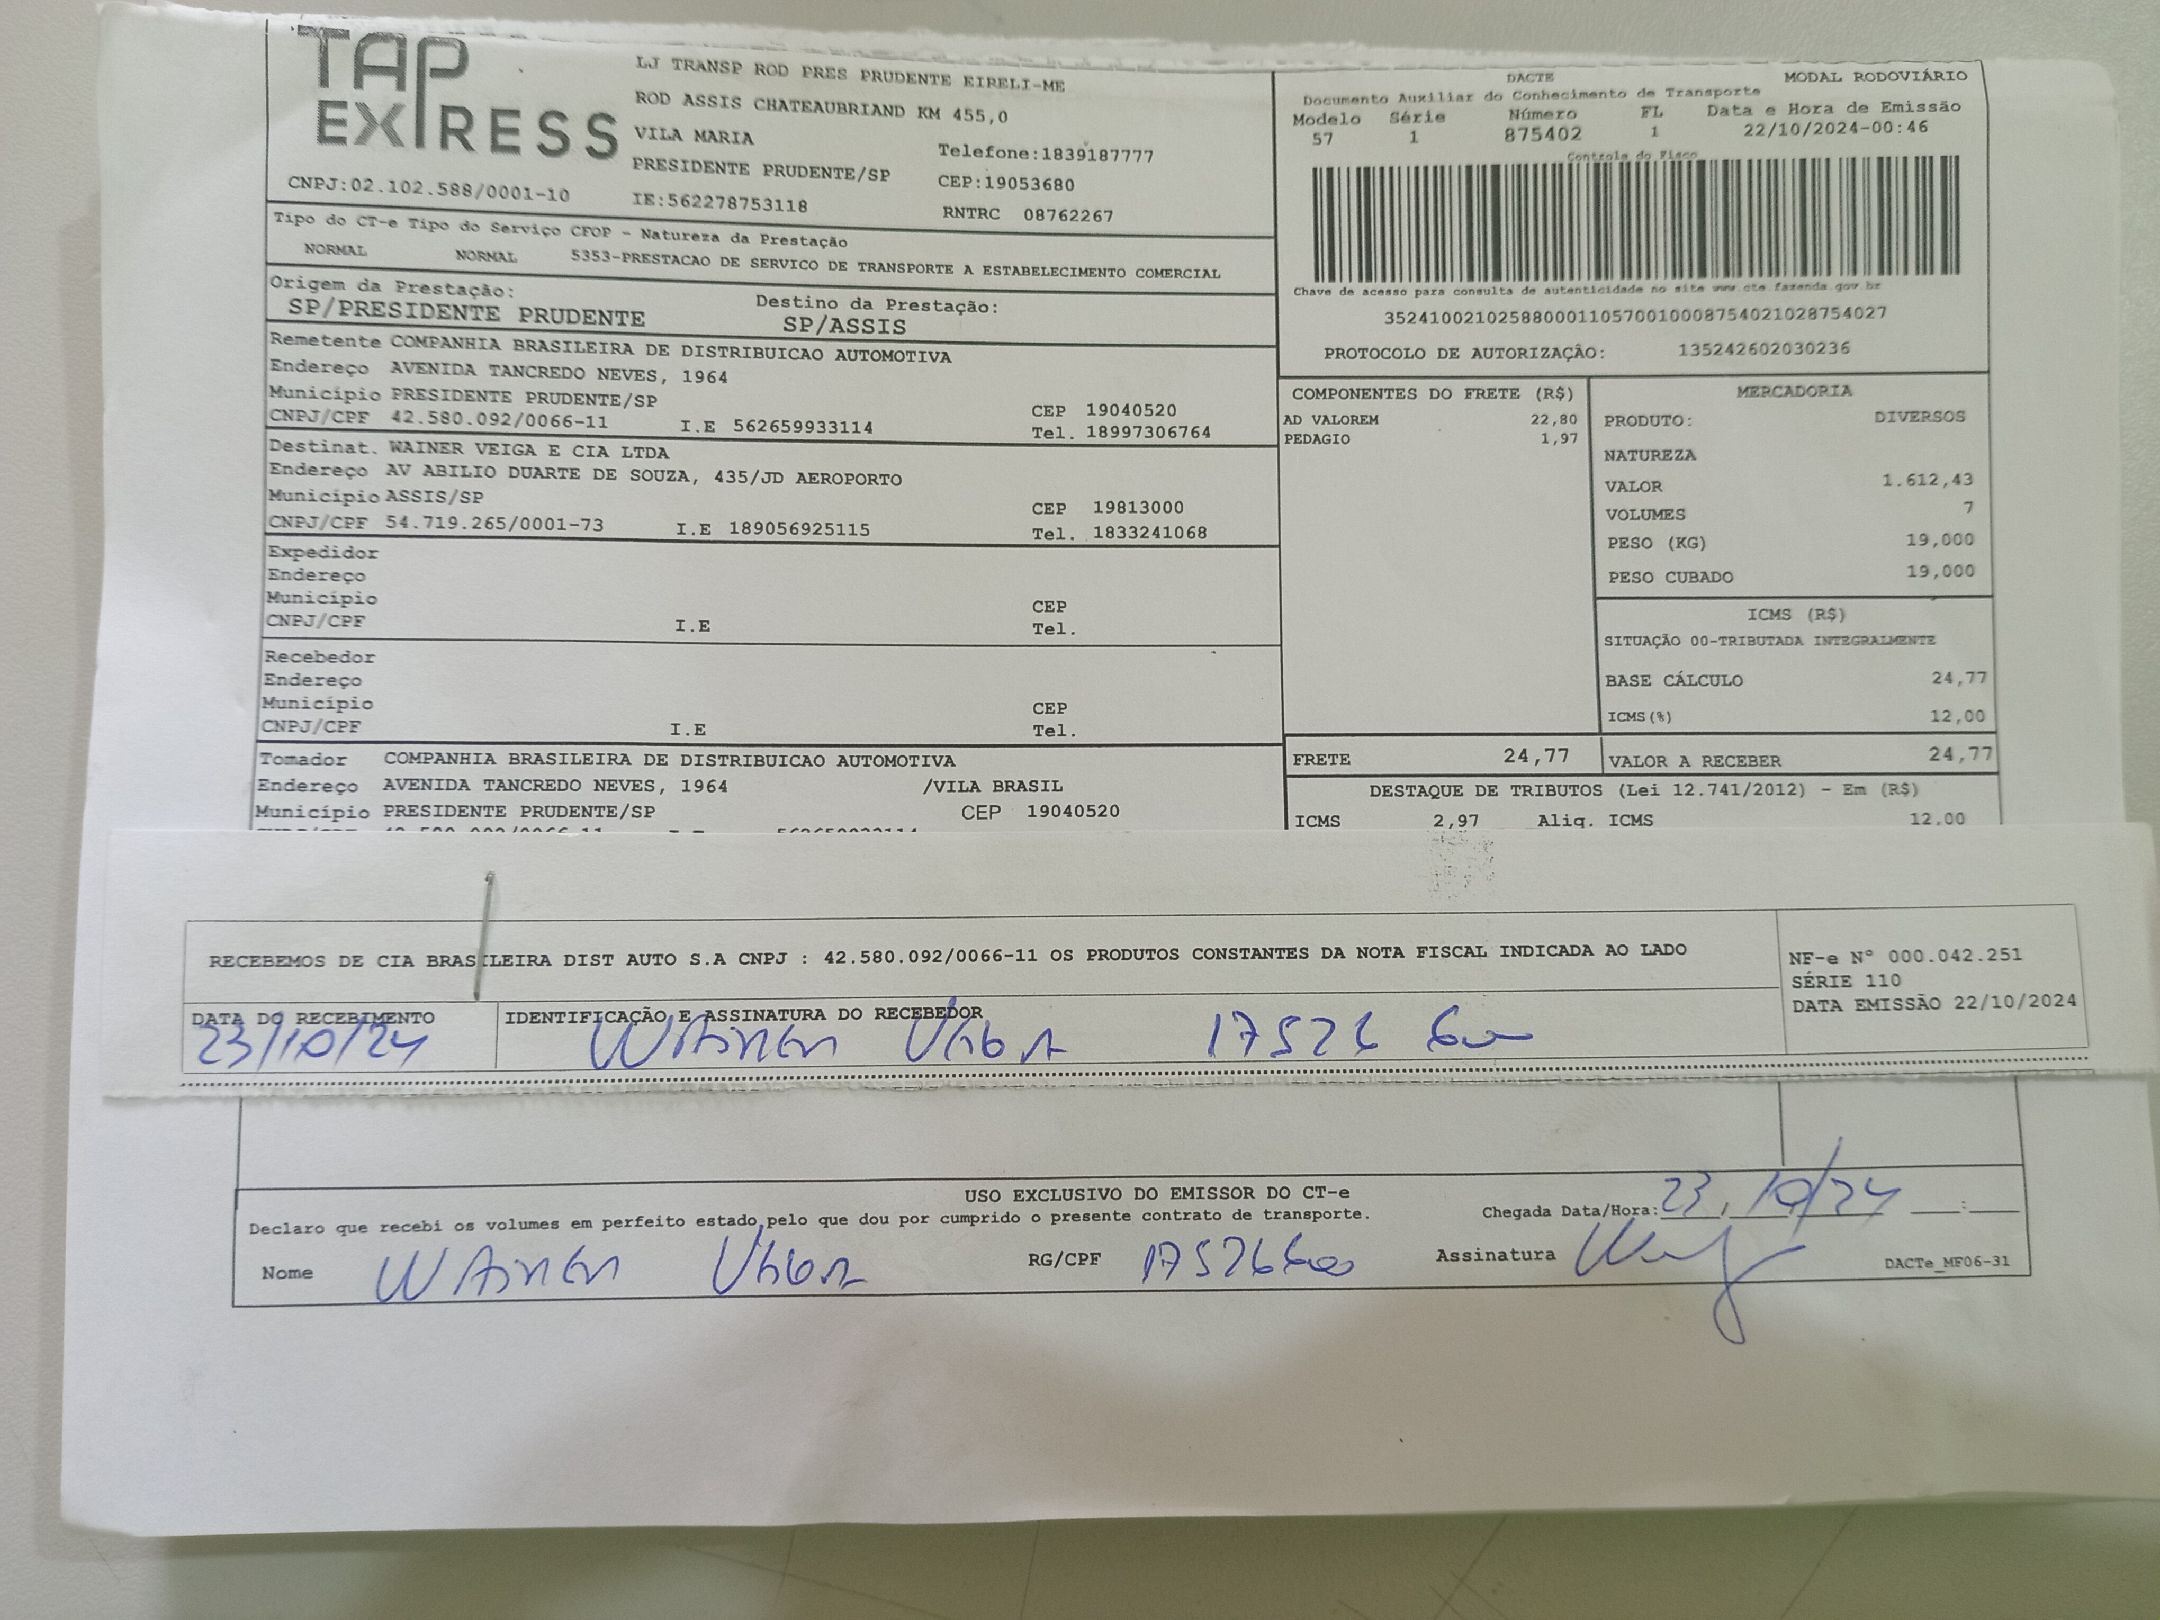 TAP EXPRESS
CNPJ:02.102.588/0001-10
LJ TRANSP ROD PRES PRUDENTE EIRELI-ME
ROD ASSIS CHATEAUBRIAND KM 455,0
VILA MARIA
Telefone:1839187777
PRESIDENTE PRUDENTE/SP CEP:19053680
IE:562278753118 RNTRC 08762267
DACTE MODAL RODOVIÁRIO
Documento Auxiliar do Conhecimento de Transporte
Modelo Série Número FL Data e Hora de Emissão
57 1 875402 1 22/10/2024-00:46
Controle do Fisco
Chave de acesso para consulta de autenticidade no site www.cte.fazenda.gov.br
35241002102588000110570010008754021028754027
PROTOCOLO DE AUTORIZAÇÃO: 135242602030236
Tipo do CT-e Tipo do Serviço CFOP - Natureza da Prestação
NORMAL NORMAL 5353-PRESTACAO DE SERVICO DE TRANSPORTE A ESTABELECIMENTO COMERCIAL
Origem da Prestação: Destino da Prestação:
SP/PRESIDENTE PRUDENTE SP/ASSIS
Remetente COMPANHIA BRASILEIRA DE DISTRIBUICAO AUTOMOTIVA
Endereço AVENIDA TANCREDO NEVES, 1964
Município PRESIDENTE PRUDENTE/SP CEP 19040520
CNPJ/CPF 42.580.092/0066-11 I.E 562659933114 Tel. 18997306764
Destinat. WAINER VEIGA E CIA LTDA
Endereço AV ABILIO DUARTE DE SOUZA, 435/JD AEROPORTO
Município ASSIS/SP CEP 19813000
CNPJ/CPF 54.719.265/0001-73 I.E 189056925115 Tel. 1833241068
Expedidor
Endereço
Município CEP
CNPJ/CPF I.E Tel.
Recebedor
Endereço
Município CEP
CNPJ/CPF I.E Tel.
Tomador COMPANHIA BRASILEIRA DE DISTRIBUICAO AUTOMOTIVA
Endereço AVENIDA TANCREDO NEVES, 1964 /VILA BRASIL
Município PRESIDENTE PRUDENTE/SP CEP 19040520
COMPONENTES DO FRETE (R$)
AD VALOREM 22,80
PEDAGIO 1,97
MERCADORIA
PRODUTO: DIVERSOS
NATUREZA
VALOR 1.612,43
VOLUMES 7
PESO (KG) 19,000
PESO CUBADO 19,000
ICMS (R$)
SITUAÇÃO 00-TRIBUTADA INTEGRALMENTE
BASE CÁLCULO 24,77
ICMS(%) 12,00
FRETE 24,77 VALOR A RECEBER 24,77
DESTAQUE DE TRIBUTOS (Lei 12.741/2012) - Em (R$)
ICMS 2,97 Aliq. ICMS 12.00
RECEBEMOS DE CIA BRASILEIRA DIST AUTO S.A CNPJ : 42.580.092/0066-11 OS PRODUTOS CONSTANTES DA NOTA FISCAL INDICADA AO LADO
NF-e N° 000.042.251
SÉRIE 110
DATA EMISSÃO 22/10/2024
DATA DO RECEBIMENTO IDENTIFICAÇÃO E ASSINATURA DO RECEBEDOR
23/10/24 WAINER 17526
USO EXCLUSIVO DO EMISSOR DO CT-e
Declaro que recebi os volumes em perfeito estado pelo que dou por cumprido o presente contrato de transporte.
Chegada Data/Hora: 23/10/24 :
Nome WAINER RG/CPF Assinatura
DACTe_MF06-31